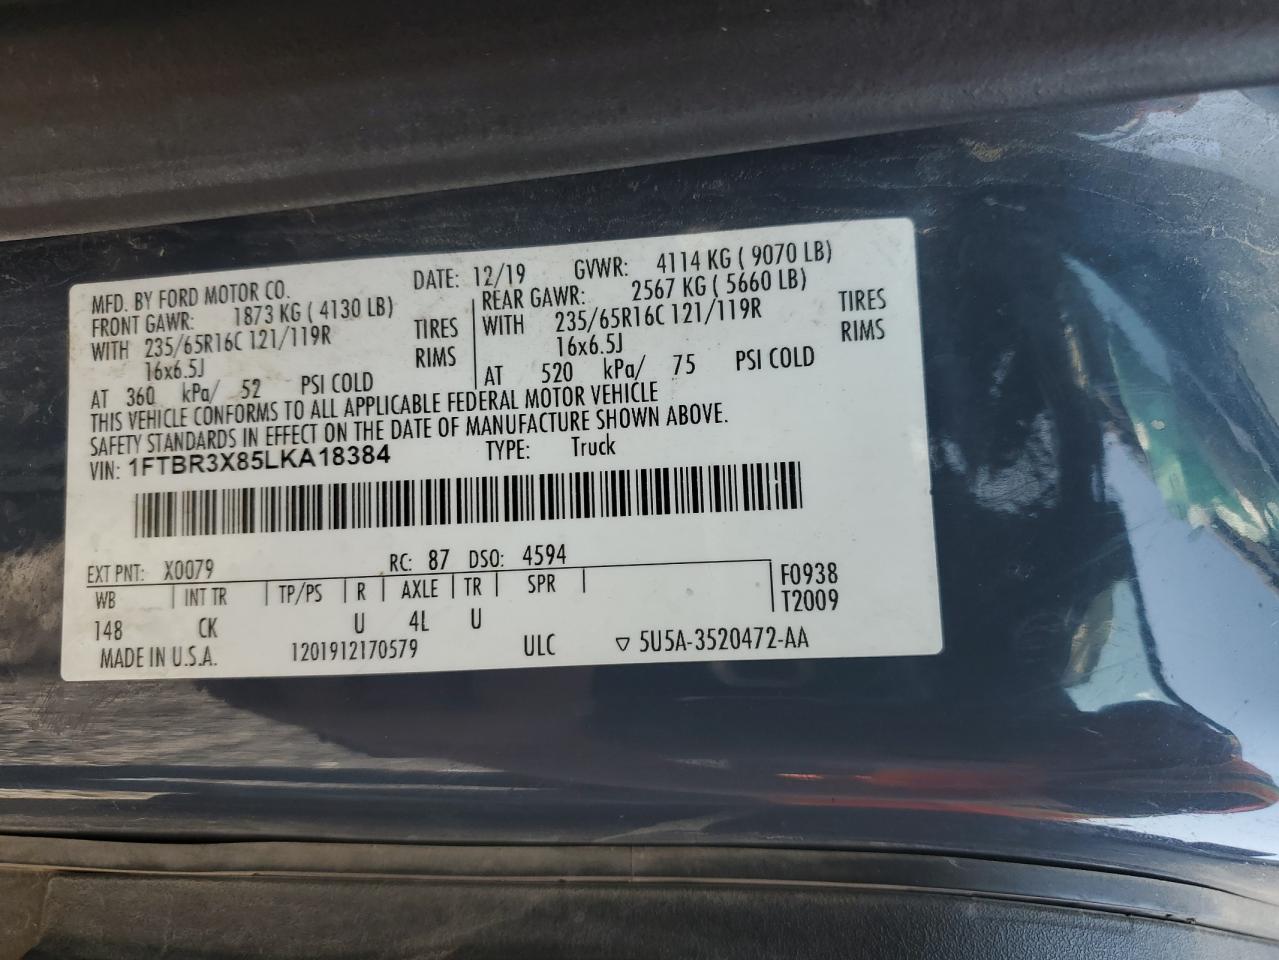 MFD. BY FORD MOTOR CO. DATE: 12/19 GVWR: 4114 KG ( 9070 LB)
FRONT GAWR: 1873 KG ( 4130 LB) REAR GAWR: 2567 KG ( 5660 LB)
WITH 235/65R16C 121/119R TIRES WITH 235/65R16C 121/119R TIRES
16x6.5J RIMS 16x6.5J RIMS
AT 360 kPa/ 52 PSI COLD AT 520 kPa/ 75 PSI COLD
THIS VEHICLE CONFORMS TO ALL APPLICABLE FEDERAL MOTOR VEHICLE
SAFETY STANDARDS IN EFFECT ON THE DATE OF MANUFACTURE SHOWN ABOVE.
VIN: 1FTBR3X85LKA18384 TYPE: Truck
EXT PNT: X0079 RC: 87 DSO: 4594
WB INT TR TP/PS R AXLE TR SPR F0938
148 CK U 4L U T2009
MADE IN U.S.A. 1201912170579 ULC ▽ 5U5A-3520472-AA